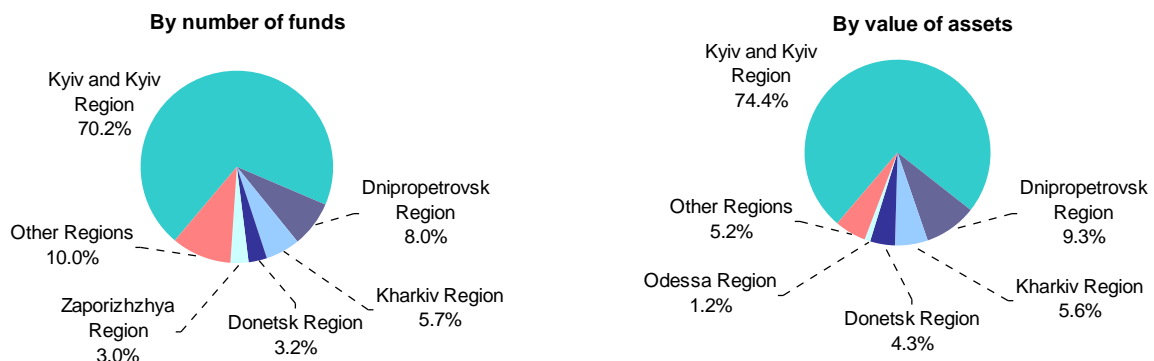 By number of funds
Kyiv and Kyiv
Region
70.2%
Dnipropetrovsk
Region
8.0%
Kharkiv Region
5.7%
Donetsk Region
3.2%
Zaporizhzhya
Region
3.0%
Other Regions
10.0%
By value of assets
Kyiv and Kyiv
Region
74.4%
Dnipropetrovsk
Region
9.3%
Kharkiv Region
5.6%
Donetsk Region
4.3%
Odessa Region
1.2%
Other Regions
5.2%